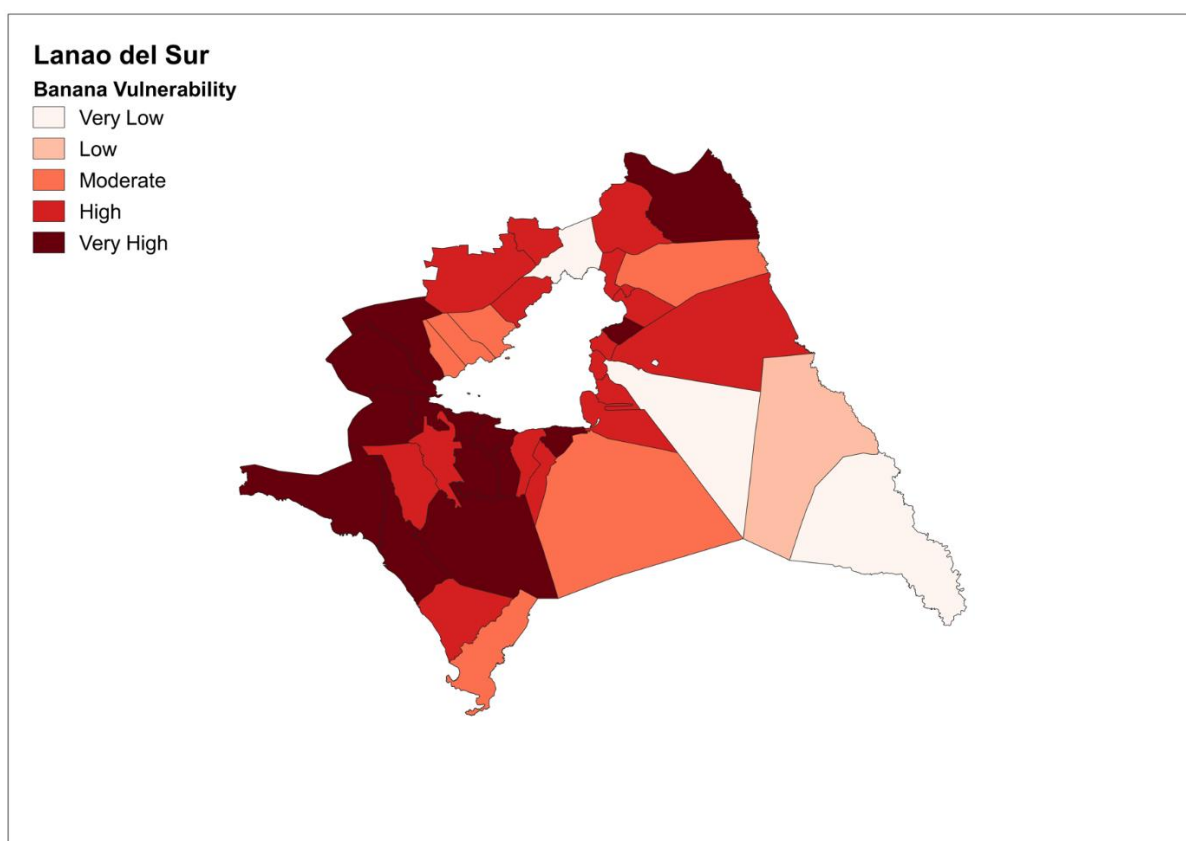 Lanao del Sur
Banana Vulnerability
Very Low
Low
Moderate
High
Very High